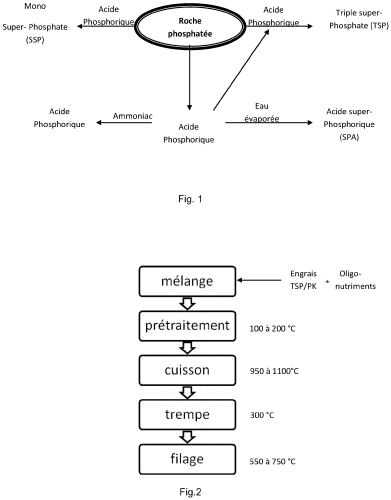 Mono
Super- Phosphate
(SSP)
Acide
Phosphorique
Roche
phosphatée
Acide
Phosphorique
Triple super-
Phosphate (TSP)
Acide
Phosphorique
Ammoniac
Acide
Phosphorique
Eau
évaporée
Acide super-
Phosphorique
(SPA)
Fig. 1
mélange
Engrais
TSP/PK
+
Oligo-
nutriments
prétraitement
100 à 200 °C
cuisson
950 à 1100°C
trempe
300 °C
filage
550 à 750 °C
Fig.2